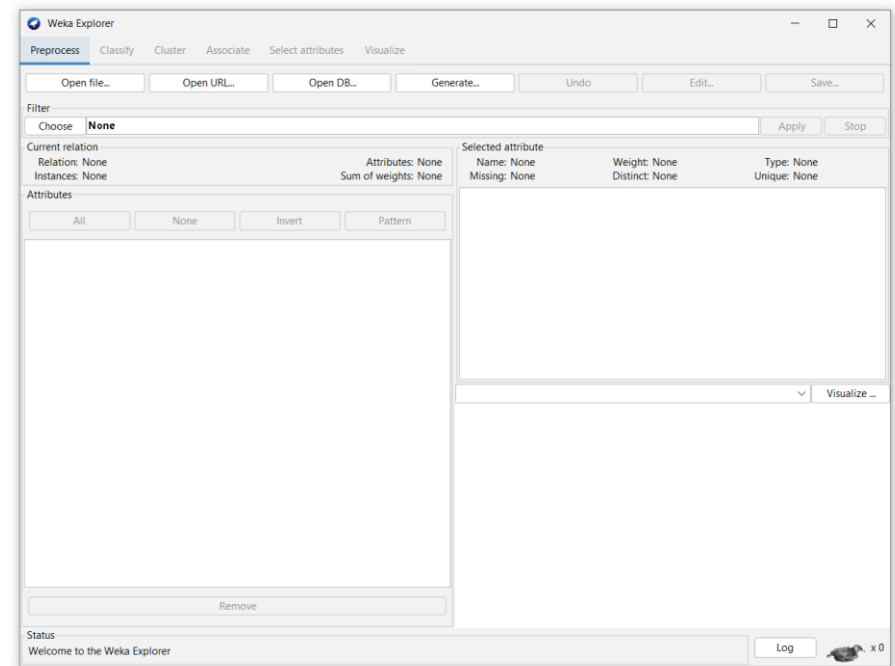 Weka Explorer
Preprocess Classify Cluster Associate Select attributes Visualize
Open file... Open URL... Open DB... Generate... Undo Edit... Save...
Filter
Choose None Apply Stop
Current relation
Relation: None Attributes: None
Instances: None Sum of weights: None
Selected attribute
Name: None Weight: None Type: None
Missing: None Distinct: None Unique: None
Attributes
All None Invert Pattern
Visualize ...
Remove
Status
Welcome to the Weka Explorer
Log x 0